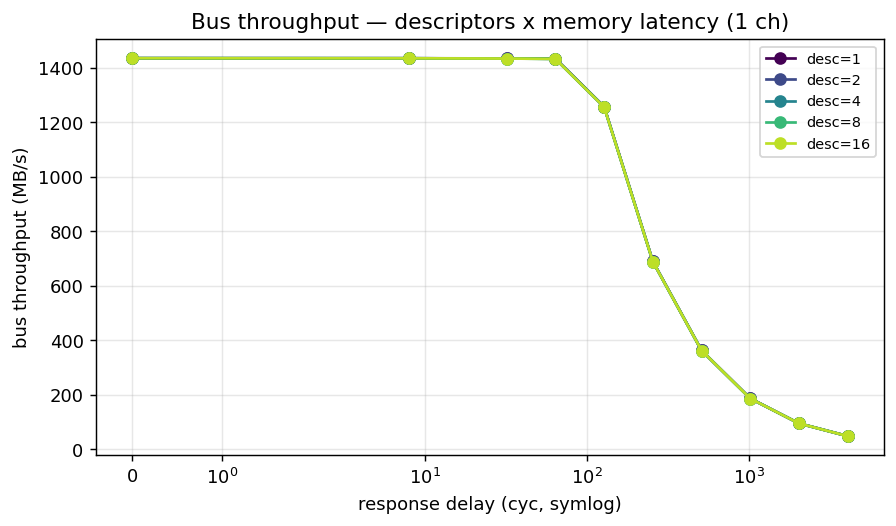 Bus throughput — descriptors x memory latency (1 ch)
bus throughput (MB/s)
1400
1200
1000
800
600
400
200
0
desc=1
desc=2
desc=4
desc=8
desc=16
0 10⁰ 10¹ 10² 10³
response delay (cyc, symlog)